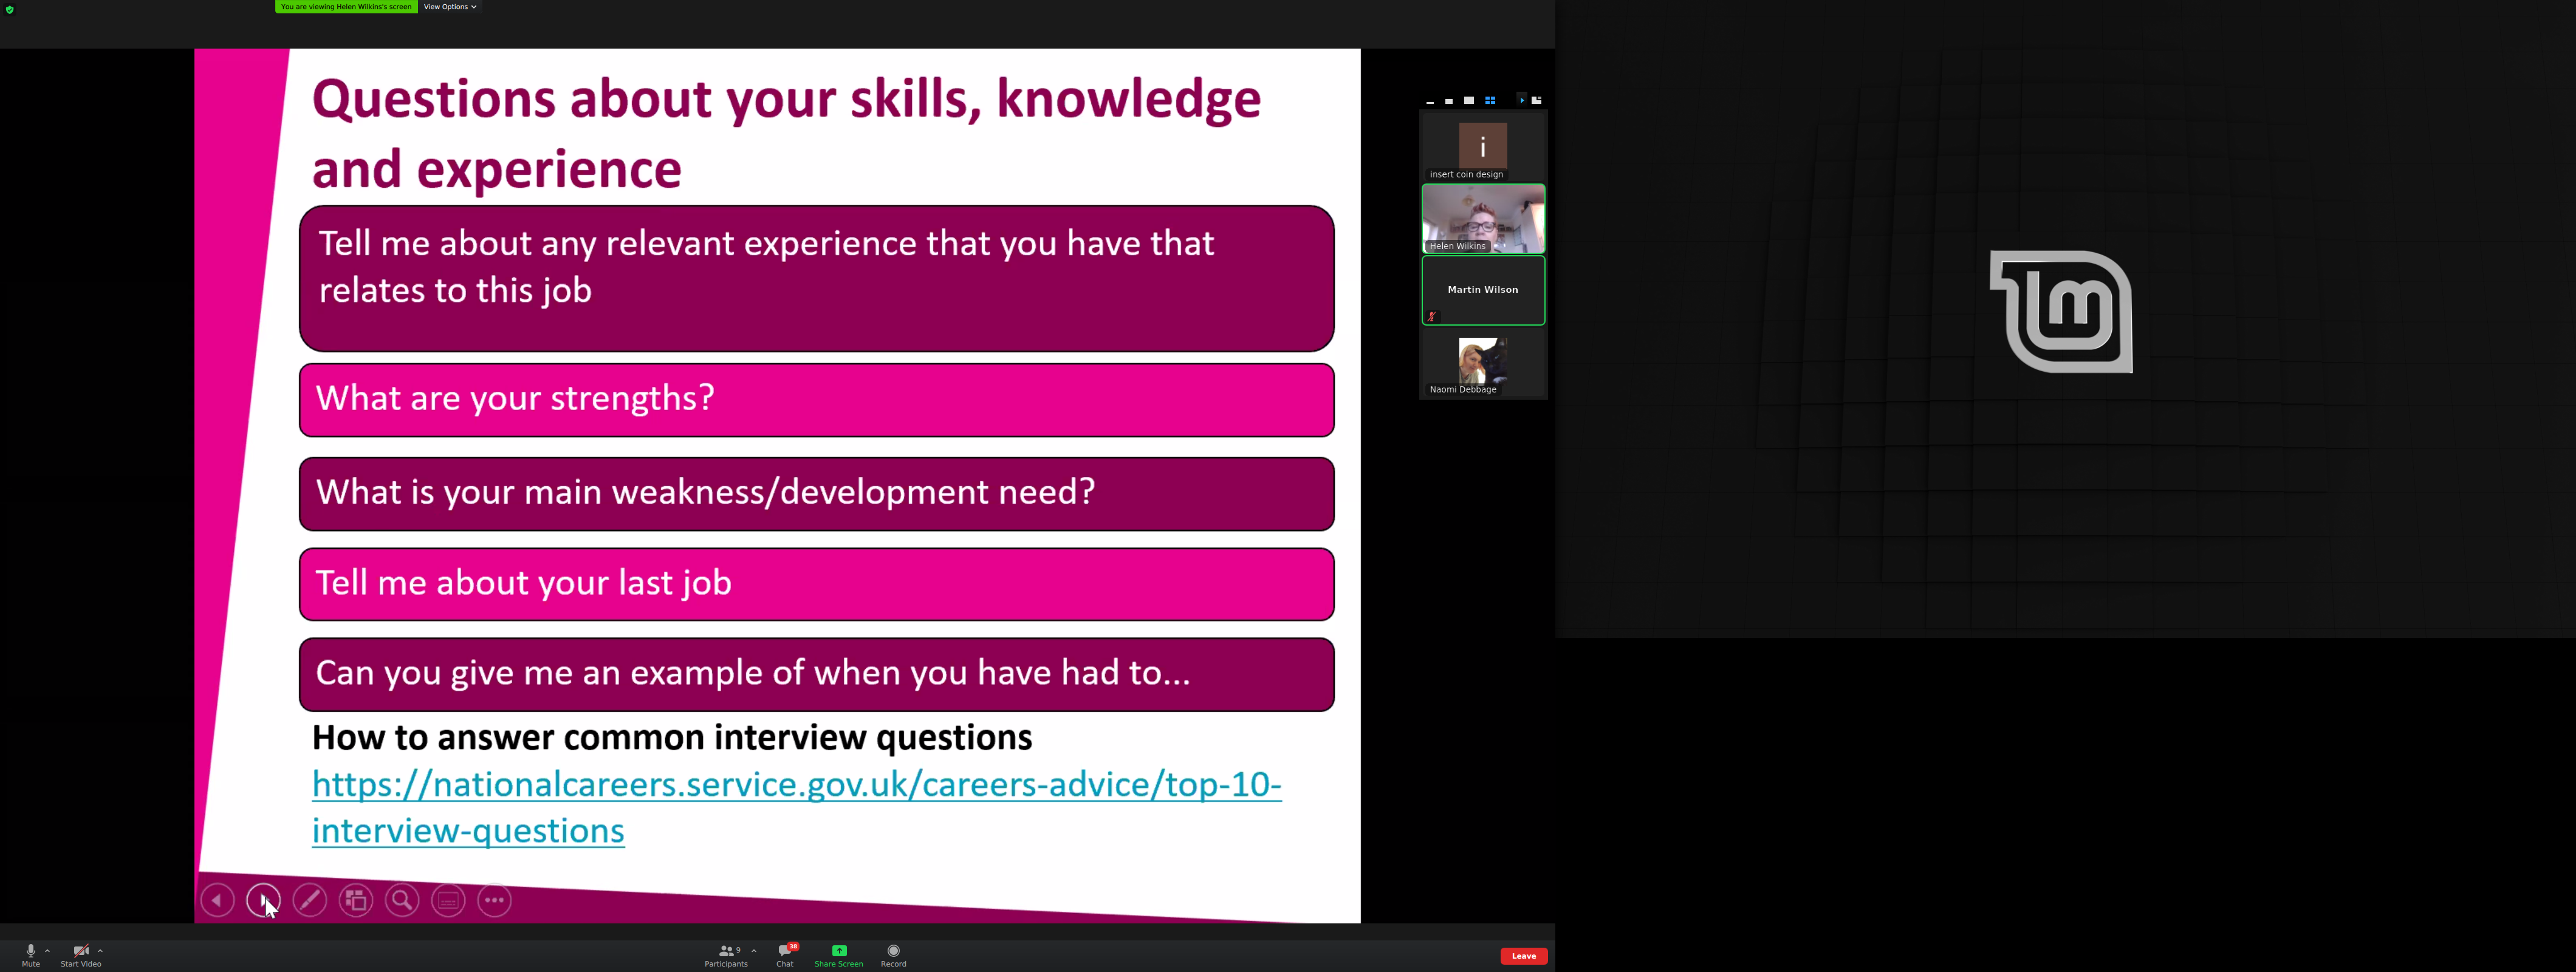 You are viewing Helen Wilkins's screen
View Options
Questions about your skills, knowledge
and experience
Tell me about any relevant experience that you have that
relates to this job
What are your strengths?
What is your main weakness/development need?
Tell me about your last job
Can you give me an example of when you have had to...
How to answer common interview questions
https://nationalcareers.service.gov.uk/careers-advice/top-10-
interview-questions
i
insert coin design
Helen Wilkins
Martin Wilson
Naomi Debbage
Mute
Start Video
9
Participants
38
Chat
Share Screen
Record
Leave